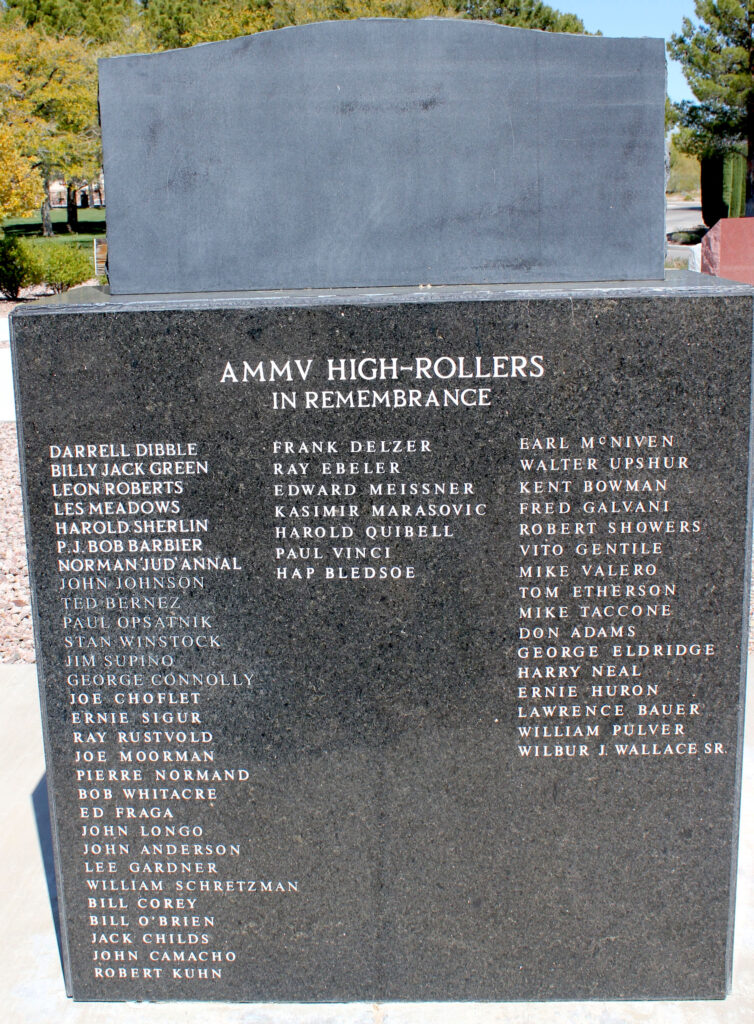 AMMV HIGH-ROLLERS
IN REMEMBRANCE
DARRELL DIBBLE
BILLY JACK GREEN
LEON ROBERTS
LES MEADOWS
HAROLD SHERLIN
P.J. BOB BARBIER
NORMAN 'JUD' ANNAL
JOHN JOHNSON
TED BERNEZ
PAUL OPSATNIK
STAN WINSTOCK
JIM SUPINO
GEORGE CONNOLLY
JOE CHOFLET
ERNIE SIGUR
RAY RUSTVOLD
JOE MOORMAN
PIERRE NORMAND
BOB WHITACRE
ED FRAGA
JOHN LONGO
JOHN ANDERSON
LEE GARDNER
WILLIAM SCHRETZMAN
BILL COREY
BILL O'BRIEN
JACK CHILDS
JOHN CAMACHO
ROBERT KUHN
FRANK DELZER
RAY EBELER
EDWARD MEISSNER
KASIMIR MARASOVIC
HAROLD QUIBELL
PAUL VINCI
HAP BLEDSOE
EARL McNIVEN
WALTER UPSHUR
KENT BOWMAN
FRED GALVANI
ROBERT SHOWERS
VITO GENTILE
MIKE VALERO
TOM ETHERSON
MIKE TACCONE
DON ADAMS
GEORGE ELDRIDGE
HARRY NEAL
ERNIE HURON
LAWRENCE BAUER
WILLIAM PULVER
WILBUR J. WALLACE SR.